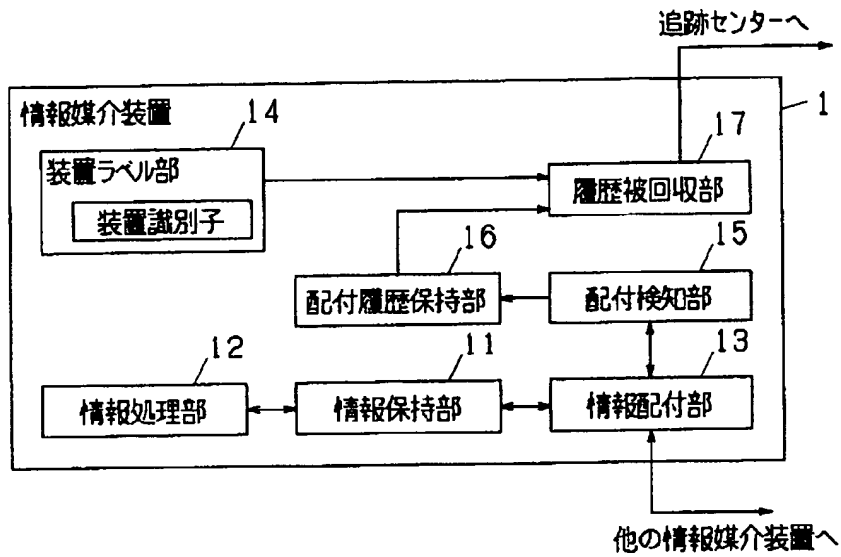 追跡センターへ
情報媒介装置
14
1
装置ラベル部
17
装置識別子
履歴被回収部
16
15
配付履歴保持部
配付検知部
12
11
13
情報処理部
情報保持部
情報配付部
他の情報媒介装置へ